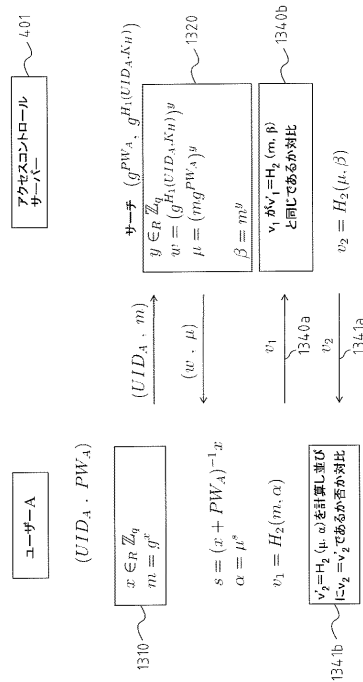 ユーザーA
401
アクセスコントロール
サーバー
(UID_A . PW_A)
サーチ (g^{PW_A}, g^{H_1(UID_A.K_H)})
1310
x ∈_R ℤ_q
m = g^x
(UID_A . m)
1320
y ∈_R ℤ_q
w = (g^{H_1(UID_A.K_H)})^y
μ = (mg^{PW_A})^y
β = m^y
(w . μ)
s = (x + PW_A)^{-1}x
α = μ^s
v_1 = H_2(m, α)
v_1
1340a
1340b
v_1 がv'_1=H_2 (m, β)
と同じであるか対比
1341b
v'_2=H_2 (μ, α)を計算し並び
にv_2 =v'_2であるか否か対比
v_2
1341a
v_2 = H_2(μ, β)